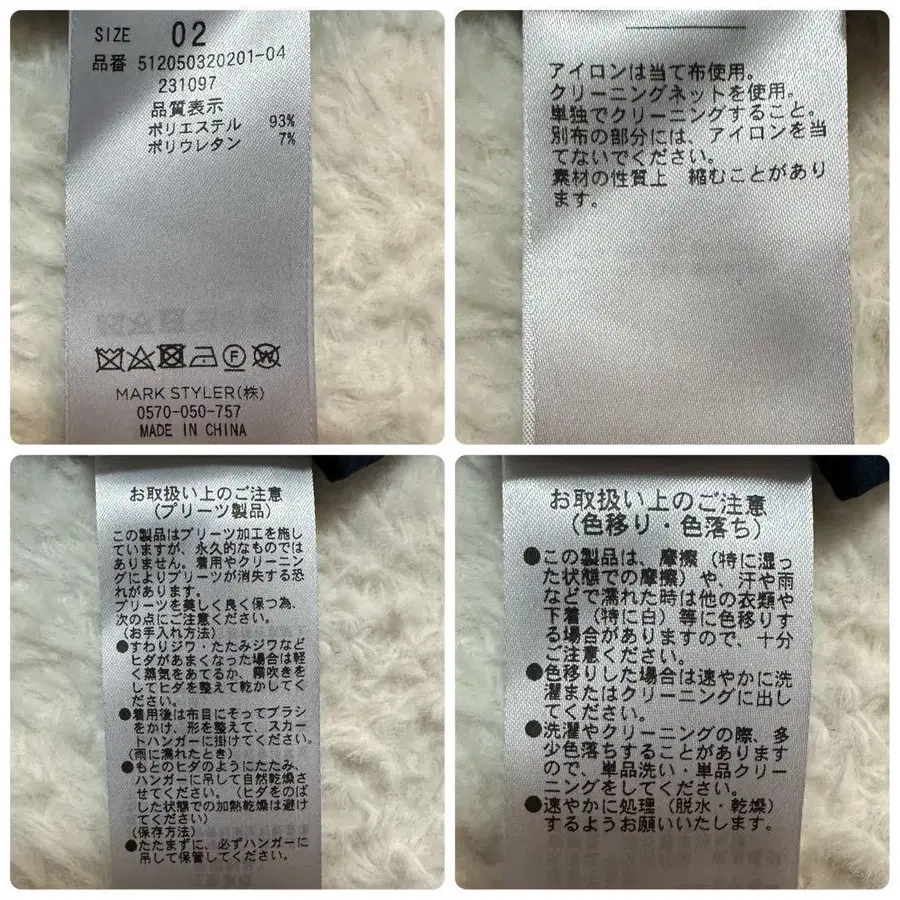 SIZE 02
品番 512050320201-04
231097
品質表示
ポリエステル 93%
ポリウレタン 7%
MARK STYLER(株)
0570-050-757
MADE IN CHINA
アイロンは当て布使用。
クリーニングネットを使用。
単独でクリーニングすること。
別布の部分には、アイロンを当
てないでください。
素材の性質上 縮むことがあり
ます。
お取扱い上のご注意
(プリーツ製品)
この製品はプリーツ加工を施し
ていますが、永久的なものでは
ありません。着用やクリーニン
グによりプリーツが消失する恐
れがあります。
プリーツを美しく良く保つ為、
次の点にご注意ください。
(お手入れ方法)
●すわりジワ・たたみジワなど
ヒダがあまくなった場合は軽
く蒸気をあてるか、霧吹きを
してヒダを整えて乾かしてくだ
さい。
●着用後は布目にそってブラシ
をかけ、形を整えて、スカー
トハンガーに掛けてください。
(雨に濡れたとき)
●もとのヒダのようにたたみ、
ハンガーに吊して自然乾燥さ
せてください。(ヒダをのば
した状態での加熱乾燥は避け
てください)
(保存方法)
●たたまずに、必ずハンガーに
吊して保管してください。
お取扱い上のご注意
(色移り・色落ち)
●この製品は、摩擦(特に湿っ
た状態での摩擦)や、汗や雨
などで濡れた時は他の衣類や
下着(特に白)等に色移りす
る場合がありますので、十分
ご注意ください。
●色移りした場合は速やかに洗
濯またはクリーニングに出し
てください。
●洗濯やクリーニングの際、多
少色落ちすることがあります
ので、単品洗い・単品クリー
ニングをしてください。
●速やかに処理(脱水・乾燥)
するようお願いいたします。